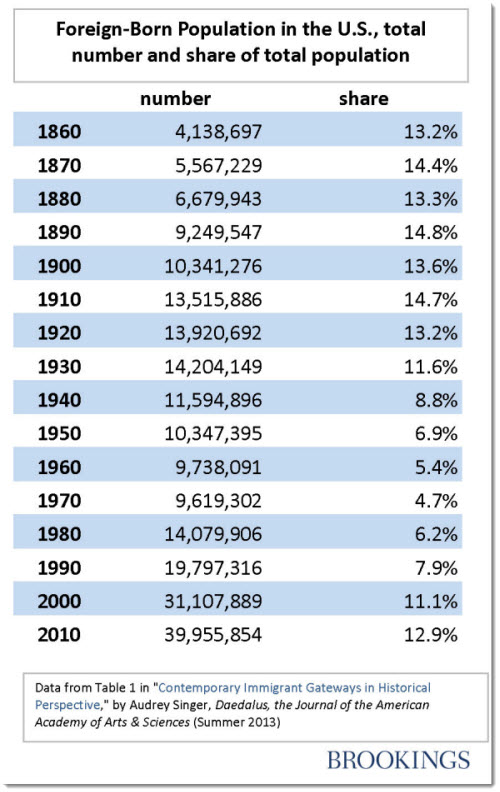 Foreign-Born Population in the U.S., total
number and share of total population
number share
1860 4,138,697 13.2%
1870 5,567,229 14.4%
1880 6,679,943 13.3%
1890 9,249,547 14.8%
1900 10,341,276 13.6%
1910 13,515,886 14.7%
1920 13,920,692 13.2%
1930 14,204,149 11.6%
1940 11,594,896 8.8%
1950 10,347,395 6.9%
1960 9,738,091 5.4%
1970 9,619,302 4.7%
1980 14,079,906 6.2%
1990 19,797,316 7.9%
2000 31,107,889 11.1%
2010 39,955,854 12.9%
Data from Table 1 in "Contemporary Immigrant Gateways in Historical
Perspective," by Audrey Singer, Daedalus, the Journal of the American
Academy of Arts & Sciences (Summer 2013)
BROOKINGS